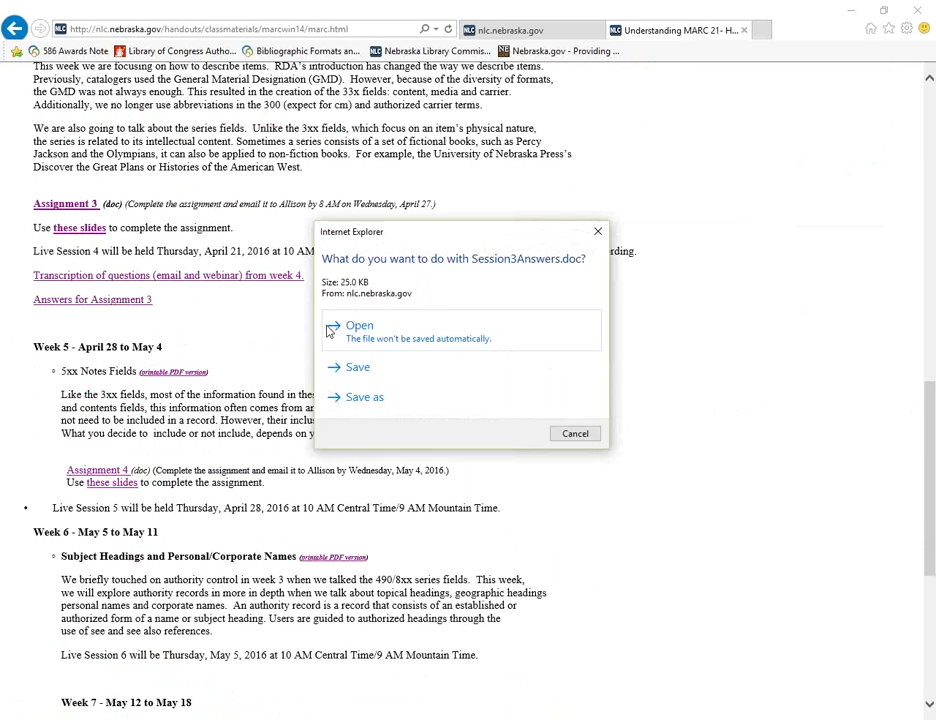 http://nlc.nebraska.gov/handouts/classmaterials/marcwn14/marc.html
nlc.nebraska.gov
Understanding MARC 21- H...
586 Awards Note
Library of Congress Autho...
Bibliographic Formats an...
Nebraska Library Commis...
Nebraska.gov - Providing ...
This week we are focusing on how to describe items. RDA's introduction has changed the way we describe items.
Previously, catalogers used the General Material Designation (GMD). However, because of the diversity of formats,
the GMD was not always enough. This resulted in the creation of the 33x fields: content, media and carrier.
Additionally, we no longer use abbreviations in the 300 (expect for cm) and authorized carrier terms.
We are also going to talk about the series fields. Unlike the 3xx fields, which focus on an item's physical nature,
the series is related to its intellectual content. Sometimes a series consists of a set of fictional books, such as Percy
Jackson and the Olympians, it can also be applied to non-fiction books. For example, the University of Nebraska Press's
Discover the Great Plans or Histories of the American West.
Assignment 3 (doc) (Complete the assignment and email it to Allison by 8 AM on Wednesday, April 27.)
Use these slides to complete the assignment.
Live Session 4 will be held Thursday, April 21, 2016 at 10 AM
rding.
Transcription of questions (email and webinar) from week 4.
Answers for Assignment 3
Internet Explorer
What do you want to do with Session3Answers.doc?
Size: 25.0 KB
From: nlc.nebraska.gov
Open
The file won't be saved automatically.
Save
Save as
Cancel
Week 5 - April 28 to May 4
5xx Notes Fields (printable PDF version)
Like the 3xx fields, most of the information found in thes
and contents fields, this information often comes from an
not need to be included in a record. However, their inclus
What you decide to include or not include, depends on y
Assignment 4 (doc) (Complete the assignment and email it to Allison by Wednesday, May 4, 2016.)
Use these slides to complete the assignment.
• Live Session 5 will be held Thursday, April 28, 2016 at 10 AM Central Time/9 AM Mountain Time.
Week 6 - May 5 to May 11
Subject Headings and Personal/Corporate Names (printable PDF version)
We briefly touched on authority control in week 3 when we talked the 490/8xx series fields. This week,
we will explore authority records in more in depth when we talk about topical headings, geographic headings
personal names and corporate names. An authority record is a record that consists of an established or
authorized form of a name or subject heading. Users are guided to authorized headings through the
use of see and see also references.
Live Session 6 will be Thursday, May 5, 2016 at 10 AM Central Time/9 AM Mountain Time.
Week 7 - May 12 to May 18